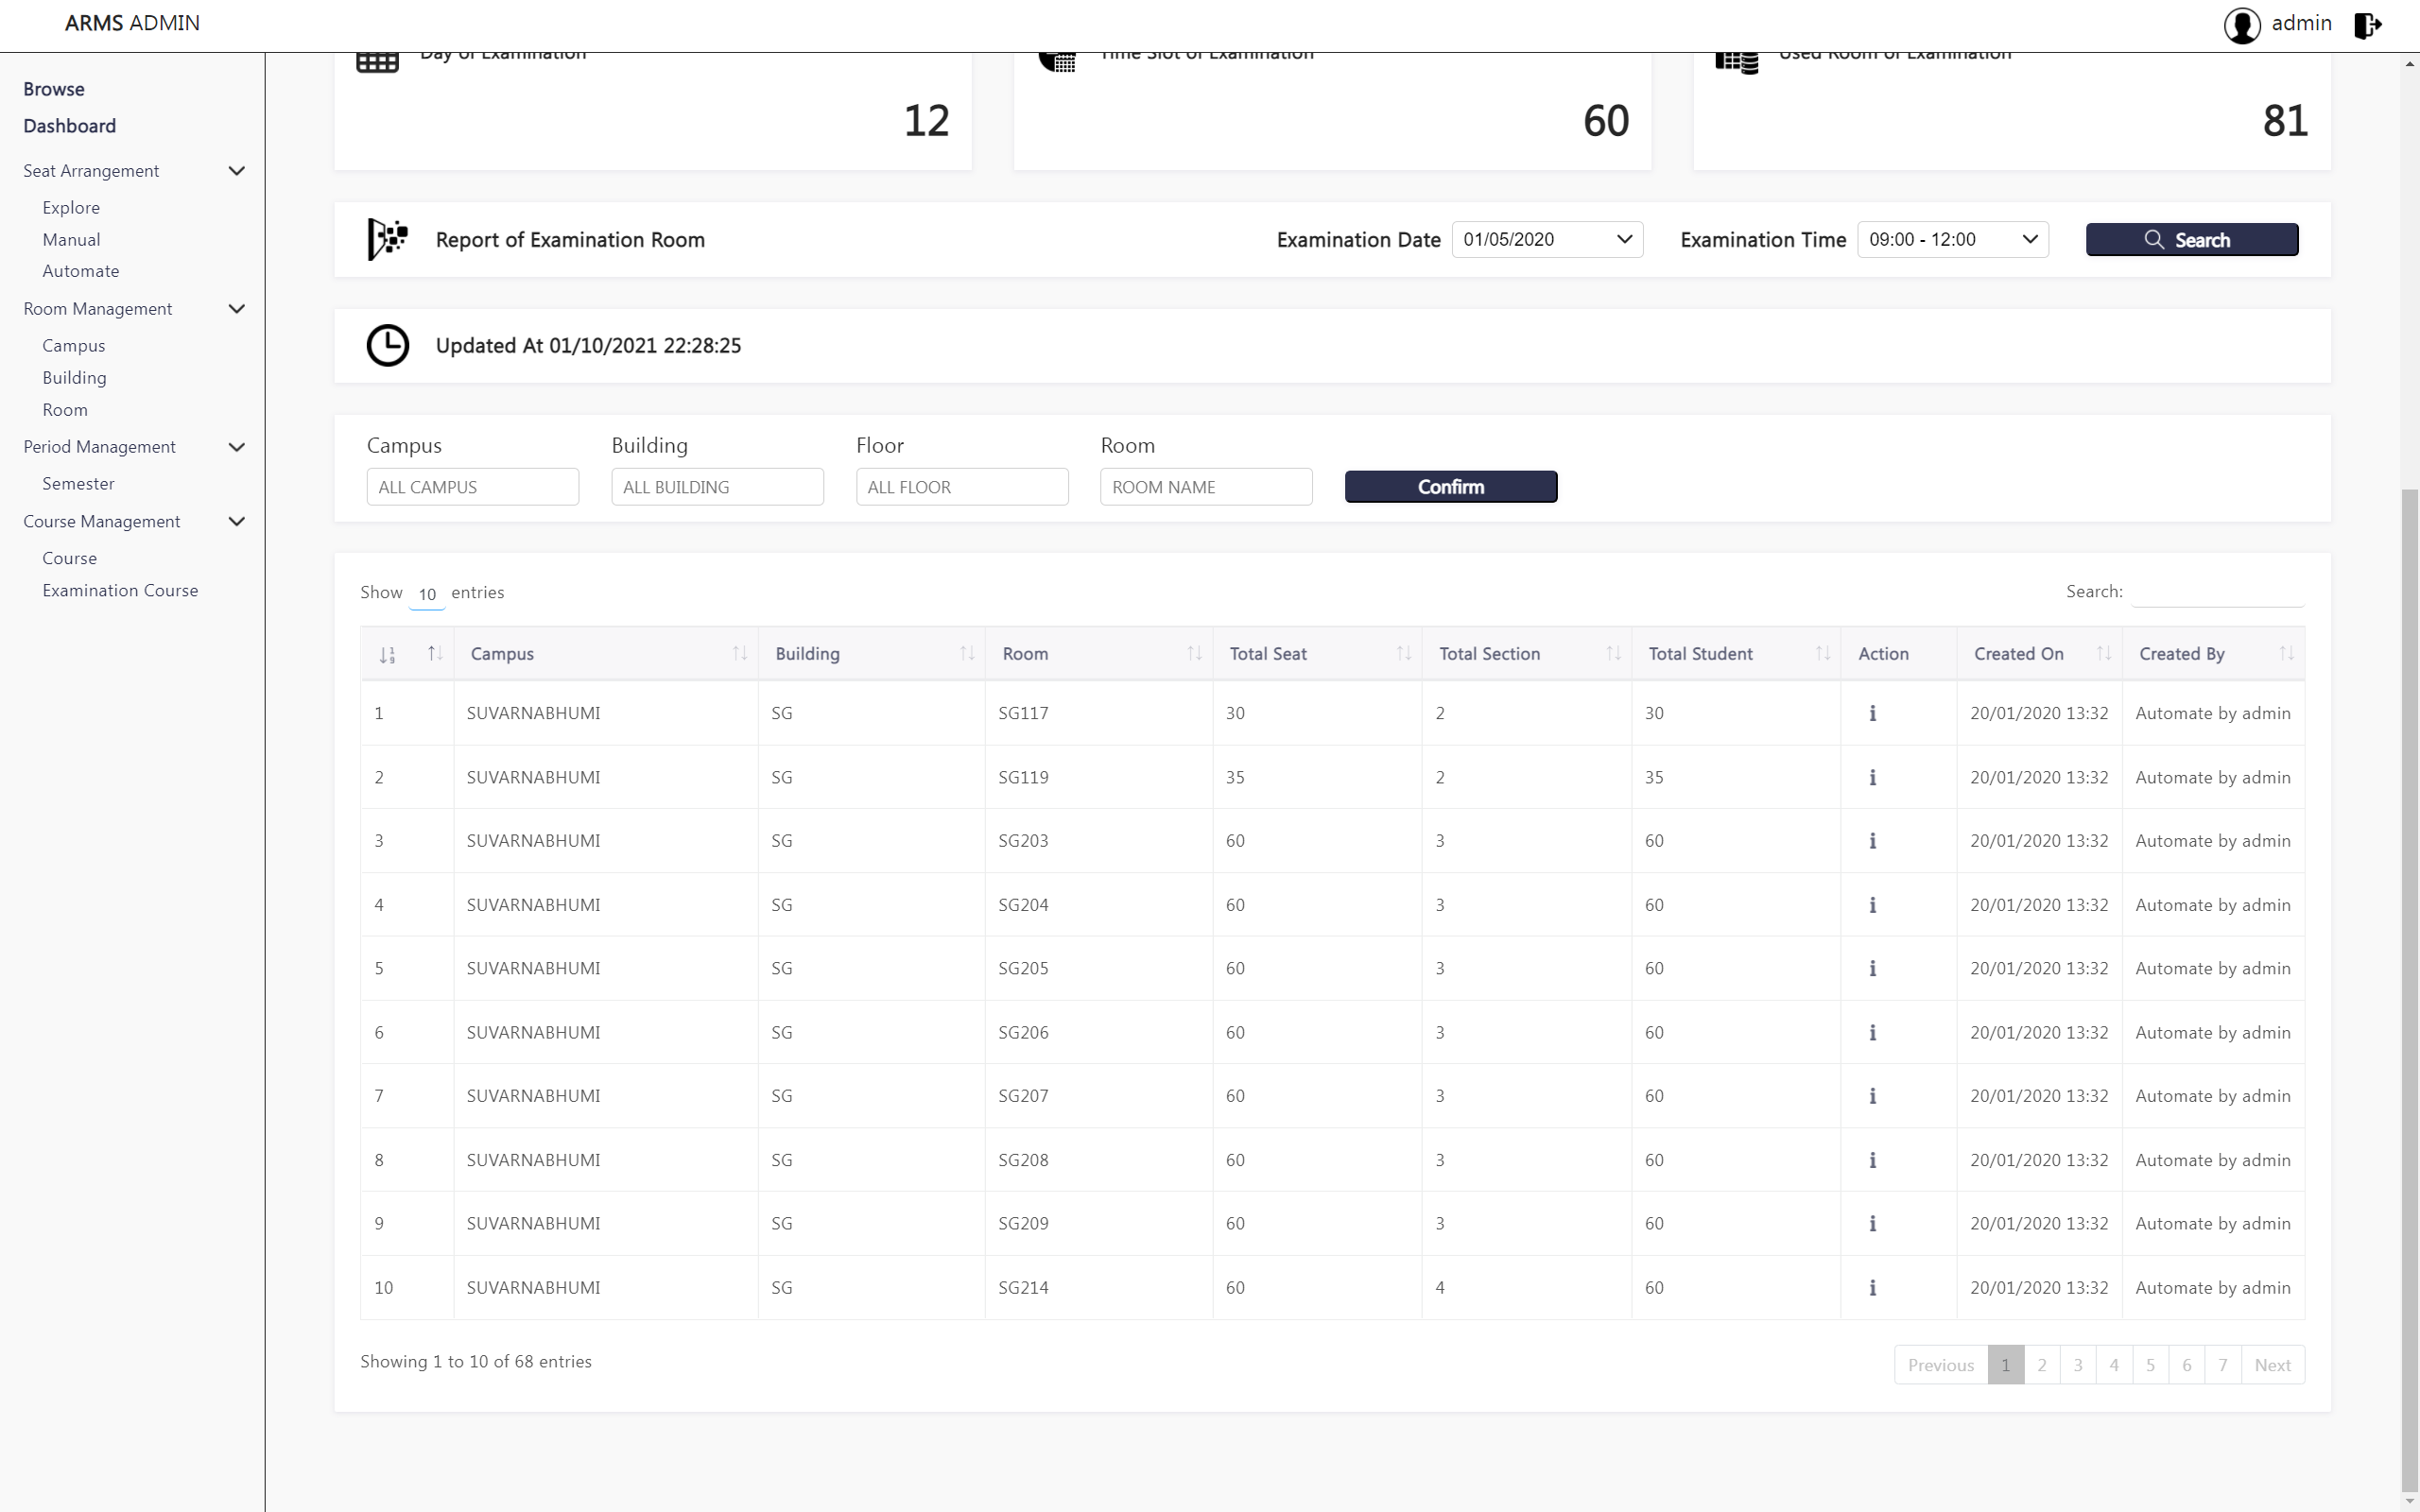 ARMS ADMIN
admin
Browse
Dashboard
Seat Arrangement
Explore
Manual
Automate
Room Management
Campus
Building
Room
Period Management
Semester
Course Management
Course
Examination Course
Day of Examination
12
Time Slot of Examination
60
Used Room of Examination
81
Report of Examination Room
Examination Date 01/05/2020 Examination Time 09:00 - 12:00 Search
Updated At 01/10/2021 22:28:25
Campus Building Floor Room
ALL CAMPUS ALL BUILDING ALL FLOOR ROOM NAME Confirm
Show 10 entries Search:
Campus Building Room Total Seat Total Section Total Student Action Created On Created By
1 SUVARNABHUMI SG SG117 30 2 30 i 20/01/2020 13:32 Automate by admin
2 SUVARNABHUMI SG SG119 35 2 35 i 20/01/2020 13:32 Automate by admin
3 SUVARNABHUMI SG SG203 60 3 60 i 20/01/2020 13:32 Automate by admin
4 SUVARNABHUMI SG SG204 60 3 60 i 20/01/2020 13:32 Automate by admin
5 SUVARNABHUMI SG SG205 60 3 60 i 20/01/2020 13:32 Automate by admin
6 SUVARNABHUMI SG SG206 60 3 60 i 20/01/2020 13:32 Automate by admin
7 SUVARNABHUMI SG SG207 60 3 60 i 20/01/2020 13:32 Automate by admin
8 SUVARNABHUMI SG SG208 60 3 60 i 20/01/2020 13:32 Automate by admin
9 SUVARNABHUMI SG SG209 60 3 60 i 20/01/2020 13:32 Automate by admin
10 SUVARNABHUMI SG SG214 60 4 60 i 20/01/2020 13:32 Automate by admin
Showing 1 to 10 of 68 entries
Previous 1 2 3 4 5 6 7 Next